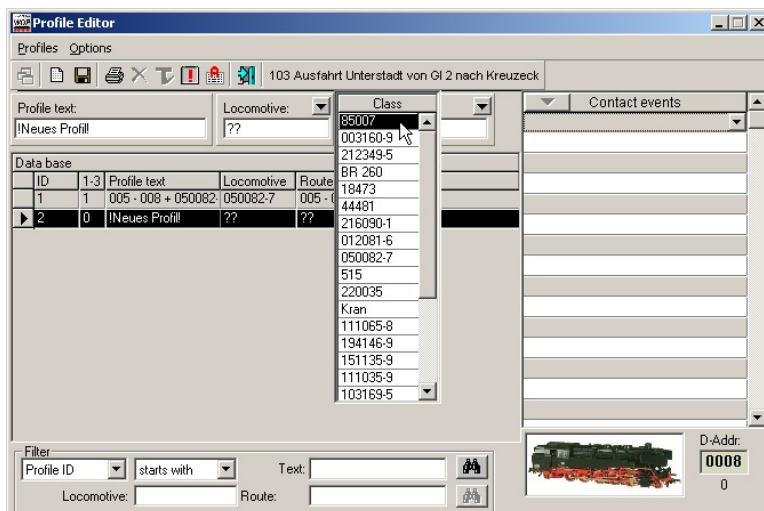 Profile Editor
Profiles Options
103 Ausfahrt Unterstadt von Gl 2 nach Kreuzeck
Profile text:
!Neues Profil!
Locomotive:
??
Class
85007
003160-9
212349-5
BR 260
18473
44481
216090-1
012081-6
050082-7
515
220035
Kran
111065-8
194146-9
151135-9
111035-9
103169-5
Contact events
Data base
ID 1-3 Profile text Locomotive Route
1 1 005 - 008 + 050082- 050082-7 005 -
2 0 !Neues Profil! ?? ??
Filter
Profile ID starts with Text:
Locomotive: Route:
D-Addr:
0008
0